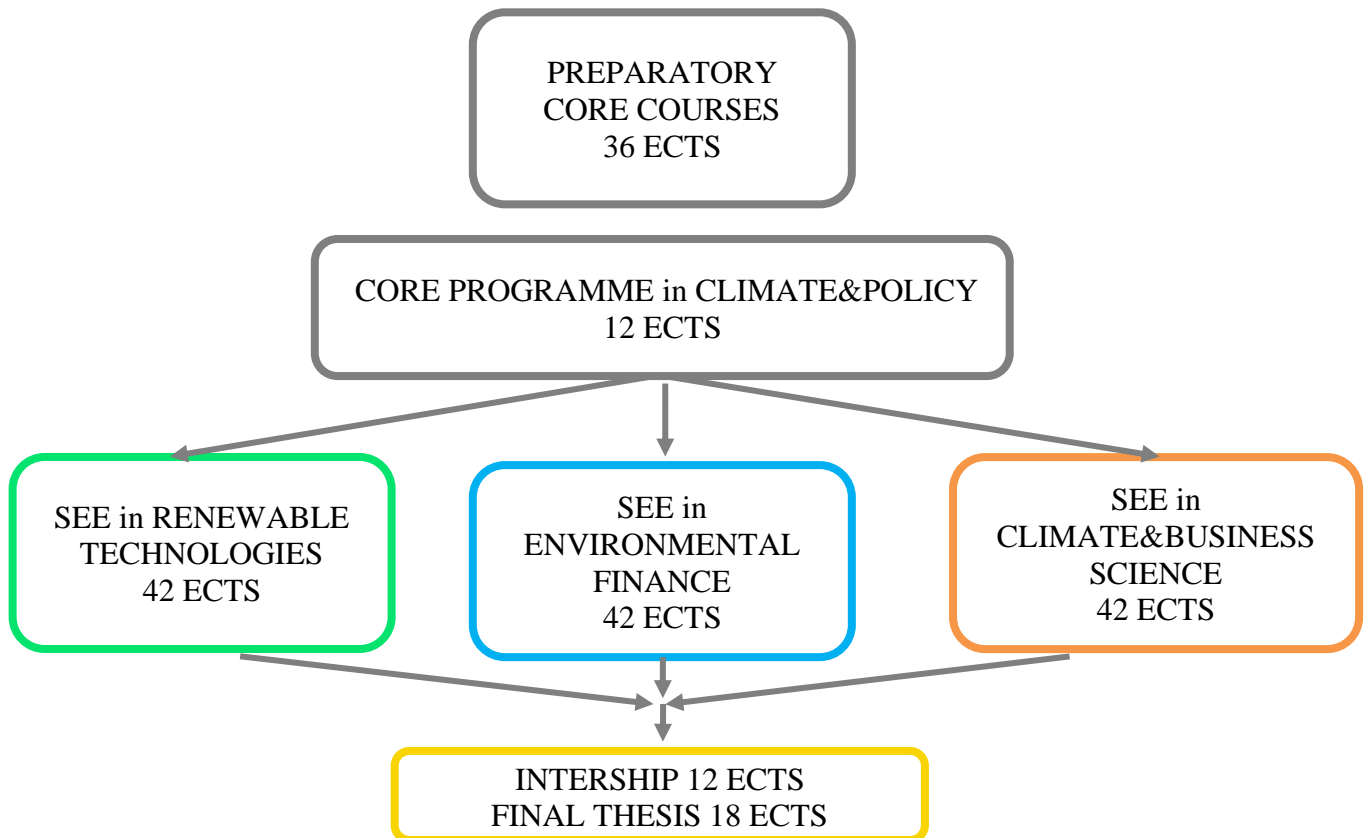 PREPARATORY
CORE COURSES
36 ECTS
CORE PROGRAMME in CLIMATE&POLICY
12 ECTS
SEE in RENEWABLE
TECHNOLOGIES
42 ECTS
SEE in
ENVIRONMENTAL
FINANCE
42 ECTS
SEE in
CLIMATE&BUSINESS
SCIENCE
42 ECTS
INTERSHIP 12 ECTS
FINAL THESIS 18 ECTS